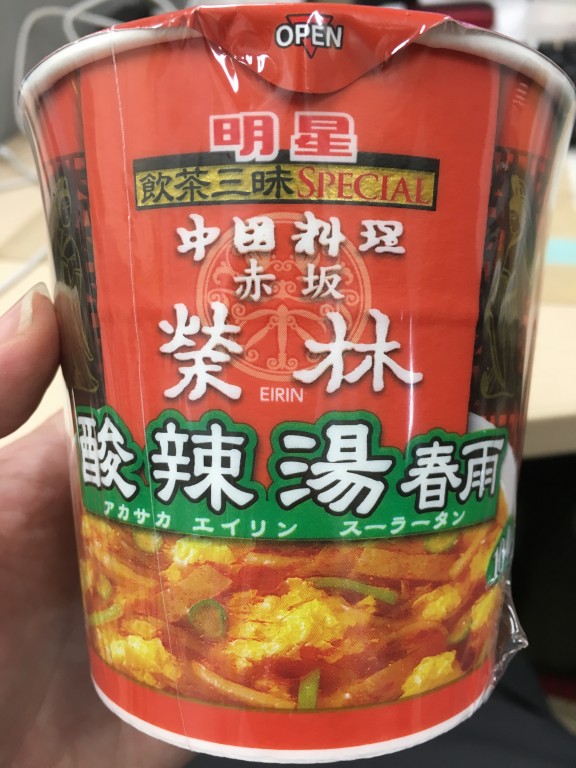 OPEN
明星
飲茶三昧SPECIAL
中国料理
赤坂
榮林
EIRIN
酸辣湯春雨
アカサカ エイリン スーラータン